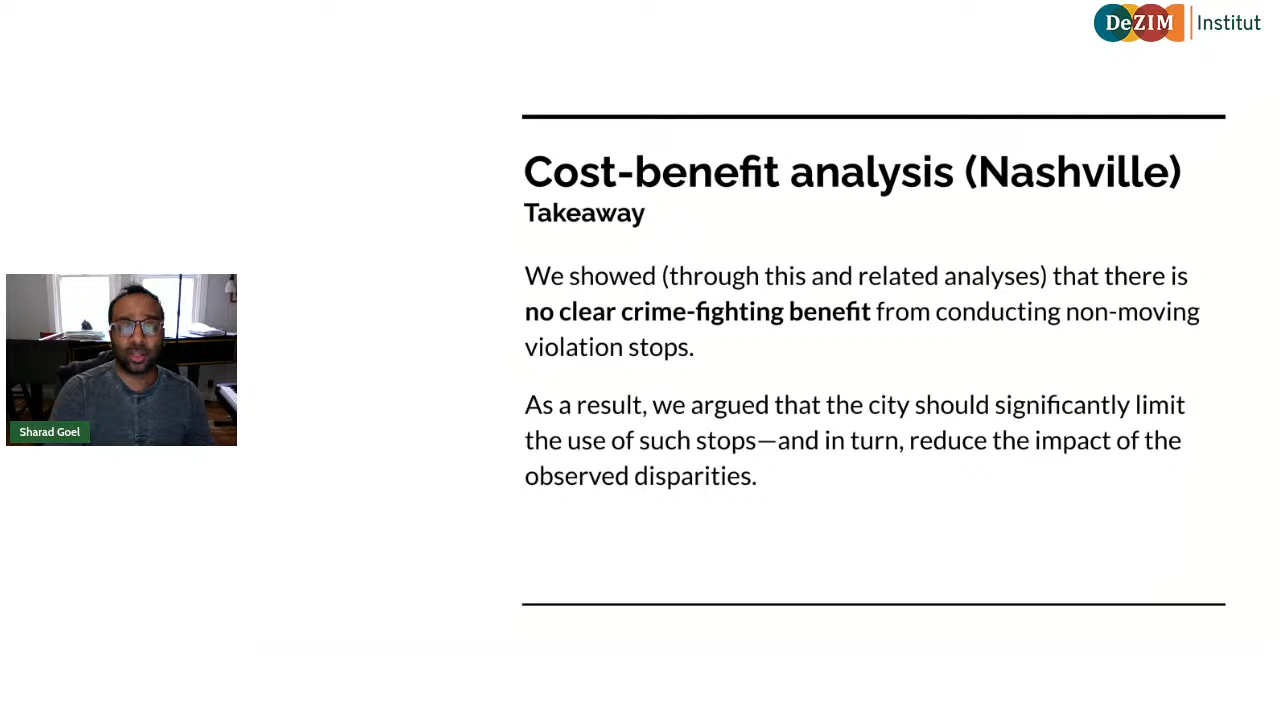 DeZIM Institut
Cost-benefit analysis (Nashville)
Takeaway
We showed (through this and related analyses) that there is
no clear crime-fighting benefit from conducting non-moving
violation stops.
As a result, we argued that the city should significantly limit
the use of such stops—and in turn, reduce the impact of the
observed disparities.
Sharad Goel